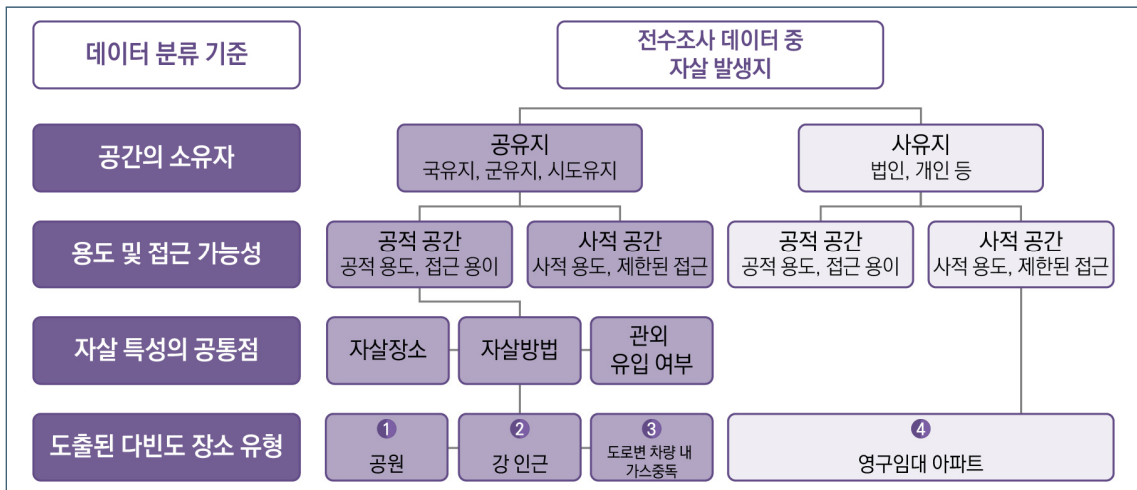 데이터 분류 기준
전수조사 데이터 중
자살 발생지
공간의 소유자
공유지
국유지, 군유지, 시도유지
사유지
법인, 개인 등
용도 및 접근 가능성
공적 공간
공적 용도, 접근 용이
사적 공간
사적 용도, 제한된 접근
공적 공간
공적 용도, 접근 용이
사적 공간
사적 용도, 제한된 접근
자살 특성의 공통점
자살장소
자살방법
관외
유입 여부
도출된 다빈도 장소 유형
1
공원
2
강 인근
3
도로변 차량 내
가스중독
4
영구임대 아파트